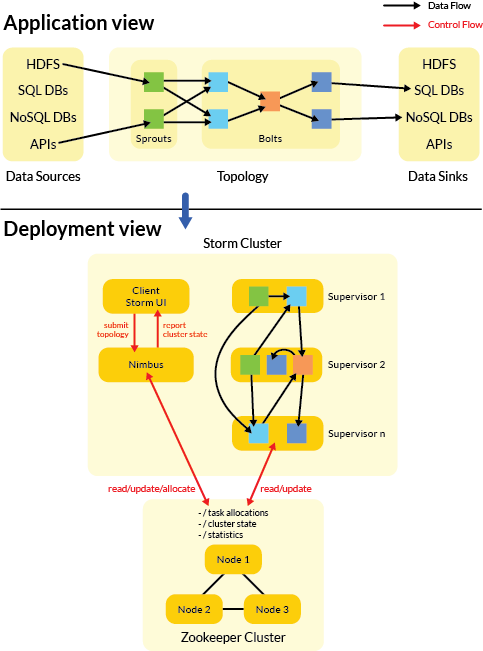 Data Flow
Application view
Control Flow
HDFS
SQL DBs
NoSQL DBs
APIs
Sprouts
Bolts
HDFS
SQL DBs
NoSQL DBs
APIs
Data Sources
Topology
Data Sinks
Deployment view
Storm Cluster
Client
Storm UI
Supervisor 1
submit
topology
report
cluster state
Nimbus
Supervisor 2
Supervisor n
read/update/allocate
read/update
- / task allocations
- / cluster state
- / statistics
Node 1
Node 2
Node 3
Zookeeper Cluster